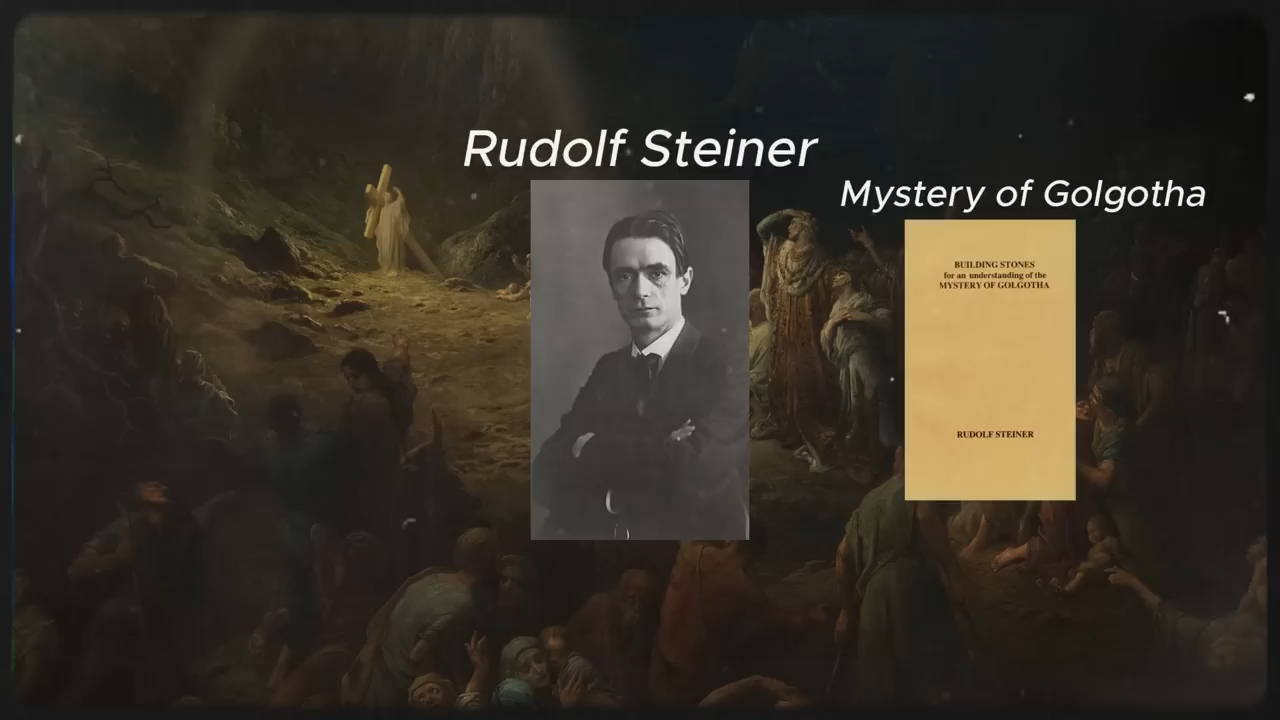 Rudolf Steiner
Mystery of Golgotha
BUILDING STONES
for an understanding of the
MYSTERY OF GOLGOTHA
RUDOLF STEINER